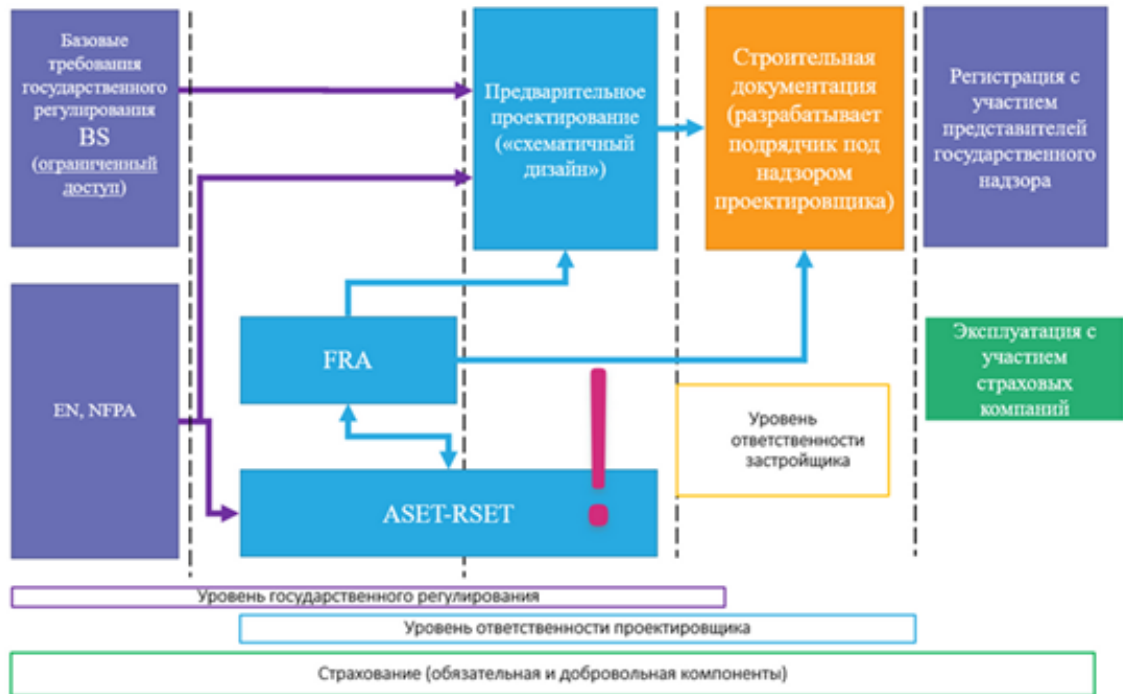 Базовые
требования
государственного
регулирования
BS
(ограниченный
доступ)
Предварительное
проектирование
(«схематичный
дизайн»)
Строительная
документация
(разрабатывает
подрядчик под
надзором
проектировщика)
Регистрация с
участием
представителей
государственного
надзора
EN, NFPA
FRA
ASET-RSET
!
Уровень
ответственности
застройщика
Эксплуатация с
участием
страховых
компаний
Уровень государственного регулирования
Уровень ответственности проектировщика
Страхование (обязательная и добровольная компоненты)